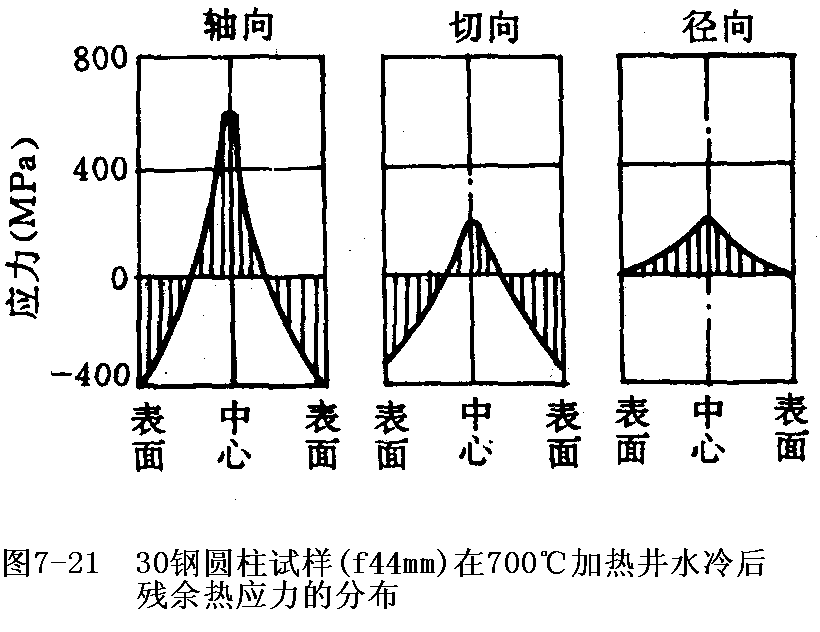 轴向 切向 径向
800
400
0
-400
应力(MPa)
表面 中心 表面 表面 中心 表面 表面 中心 表面
图7-21 30钢圆柱试样(f44mm)在700℃加热井水冷后
残余热应力的分布